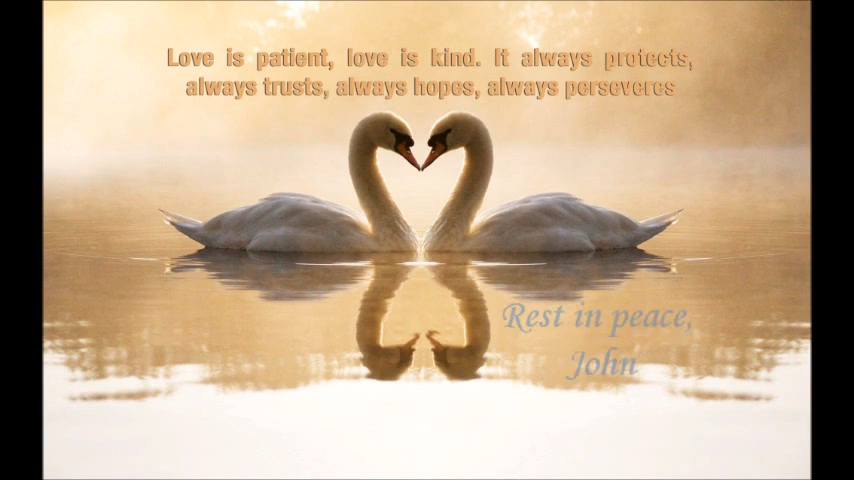 Love is patient, love is kind. It always protects,
always trusts, always hopes, always perseveres
Rest in peace,
John